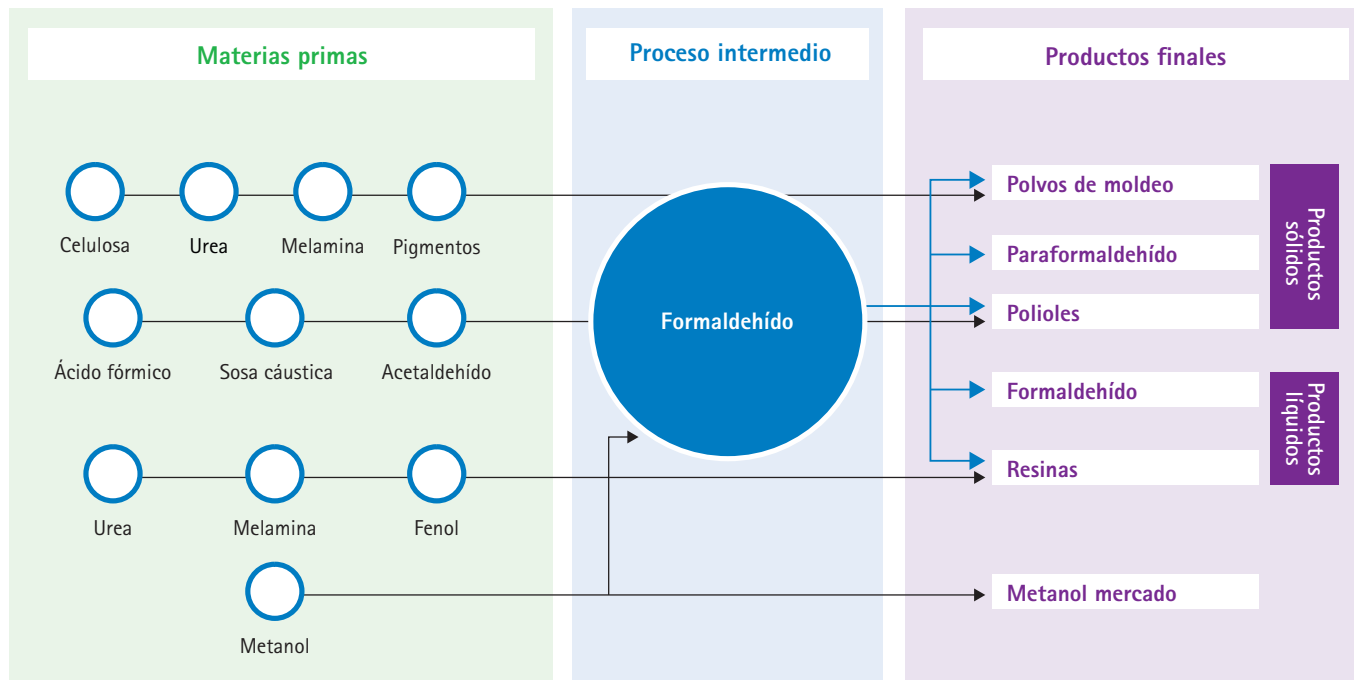 Materias primas
Proceso intermedio
Productos finales
Celulosa
Urea
Melamina
Pigmentos
Ácido fórmico
Sosa cáustica
Acetaldehído
Urea
Melamina
Fenol
Metanol
Formaldehído
Polvos de moldeo
Paraformaldehído
Polioles
Productos
sólidos
Formaldehído
Resinas
Productos
líquidos
Metanol mercado